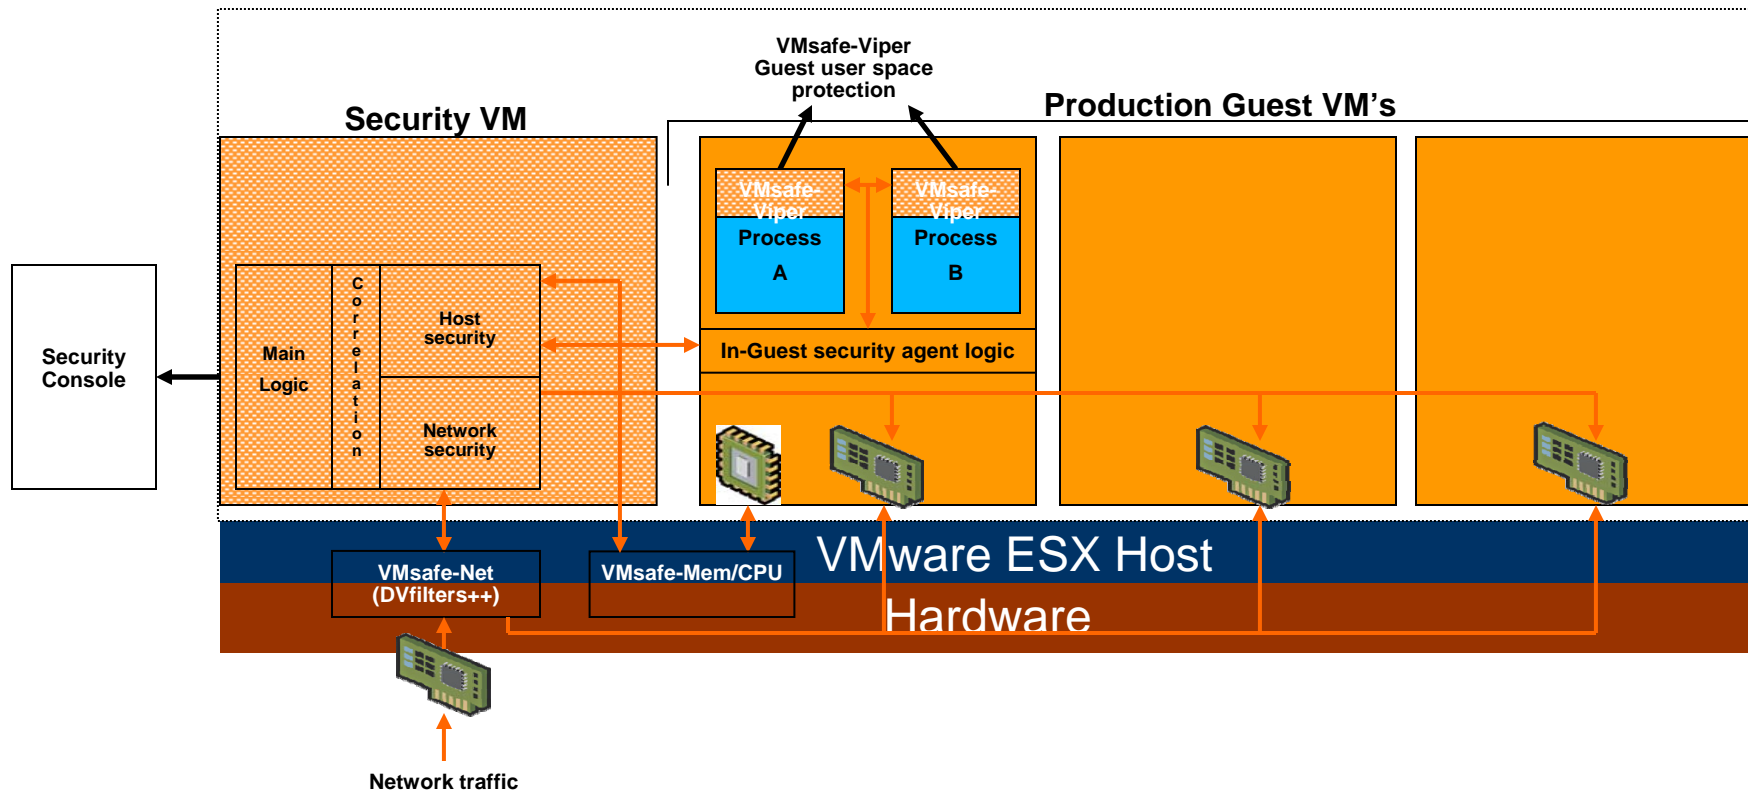 VMsafe-Viper
Guest user space
protection
Security VM
Production Guest VM’s
VMsafe-
Viper
VMsafe-
Viper
Process
A
Process
B
Security
Console
Main
Logic
Correlation
Host
security
In-Guest security agent logic
Network
security
VMware ESX Host
VMsafe-Net
(DVfilters++)
VMsafe-Mem/CPU
Hardware
Network traffic